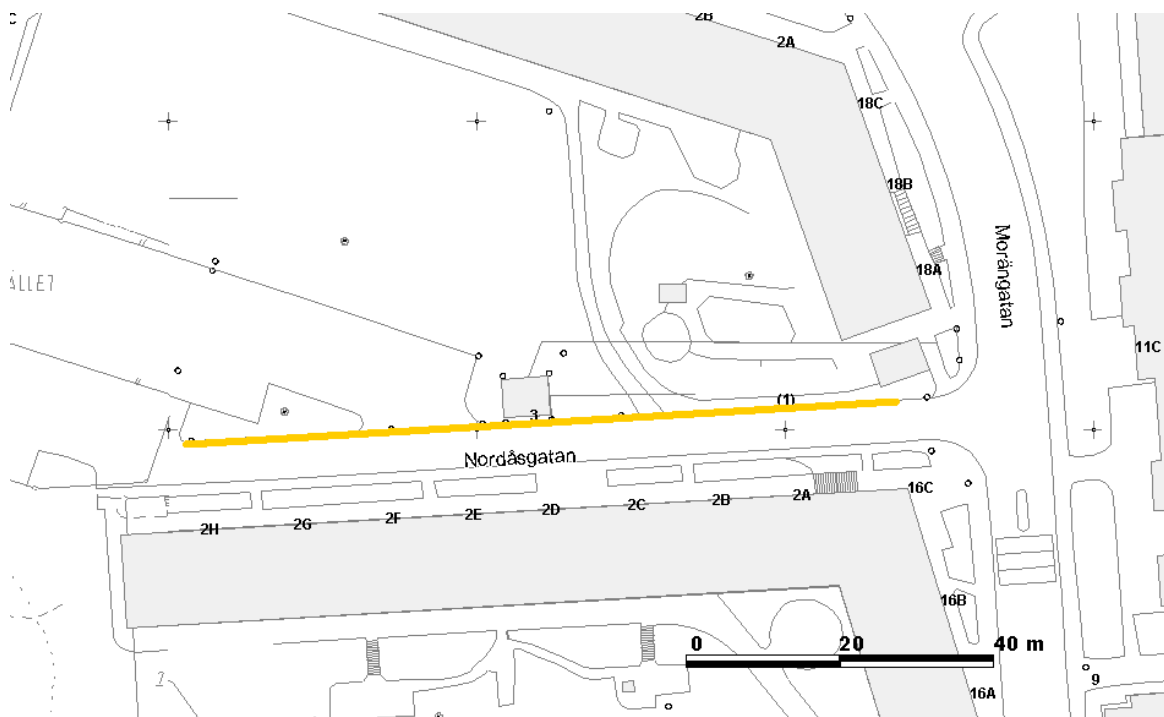 2B
2A
18C
18B
18A
Morängatan
11C
ÄLLET
(1)
3
Nordåsgatan
16C
2A
2B
2C
2D
2E
2F
2G
2H
16B
0 20 40 m
9
16A